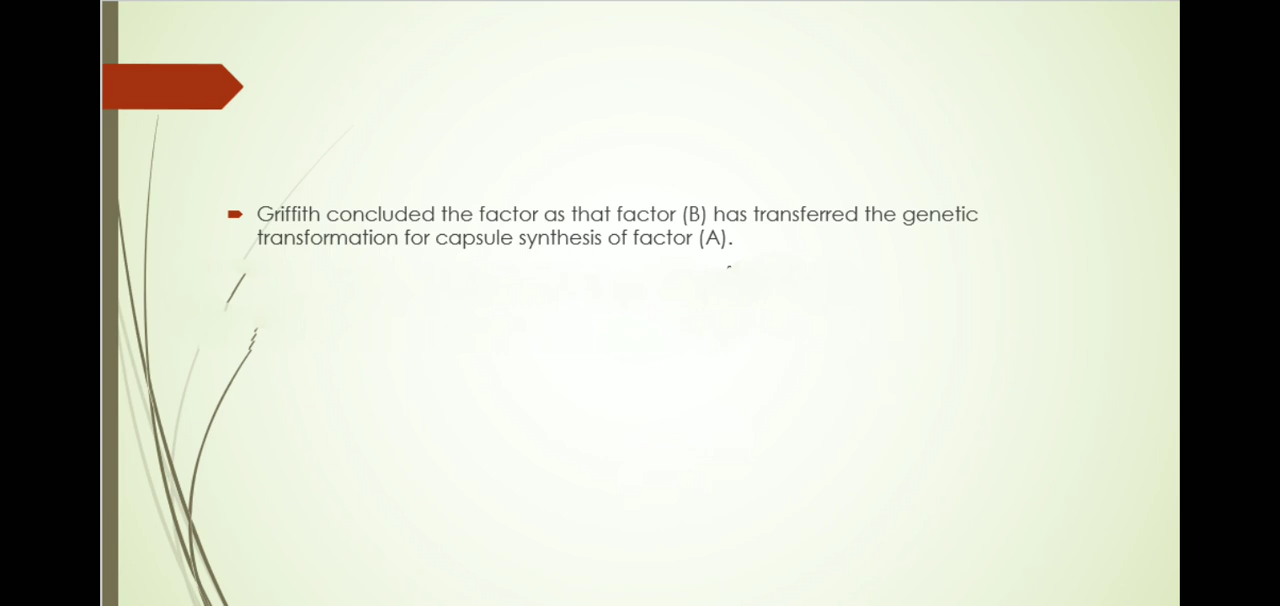 Griffith concluded the factor as that factor (B) has transferred the genetic
transformation for capsule synthesis of factor (A).